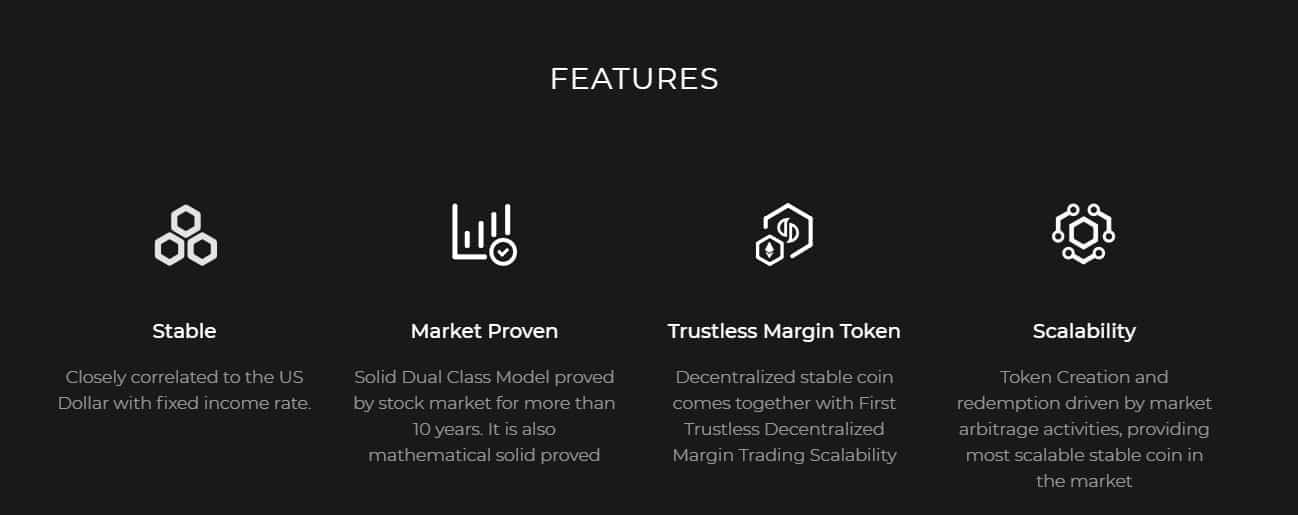 FEATURES
Stable
Closely correlated to the US
Dollar with fixed income rate.
Market Proven
Solid Dual Class Model proved
by stock market for more than
10 years. It is also
mathematical solid proved
Trustless Margin Token
Decentralized stable coin
comes together with First
Trustless Decentralized
Margin Trading Scalability
Scalability
Token Creation and
redemption driven by market
arbitrage activities, providing
most scalable stable coin in
the market